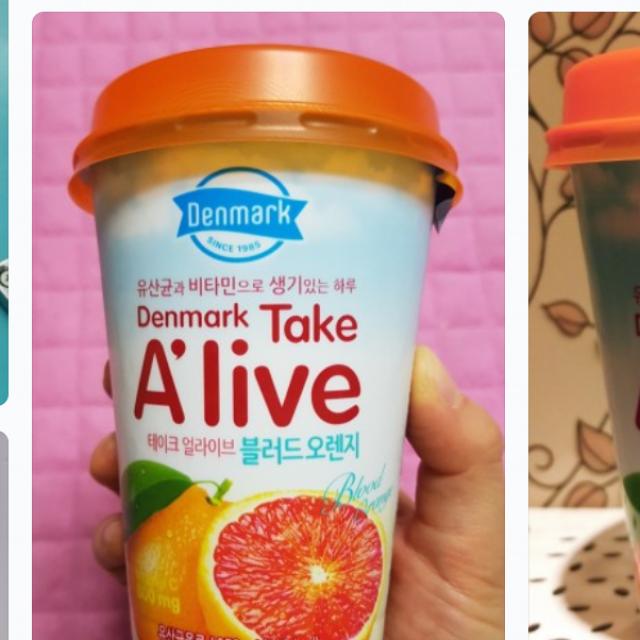 Denmark
SINCE 1985
유산균과 비타민으로 생기있는 하루
Denmark Take
A'live
테이크 얼라이브 블러드오렌지
Blood
Orange